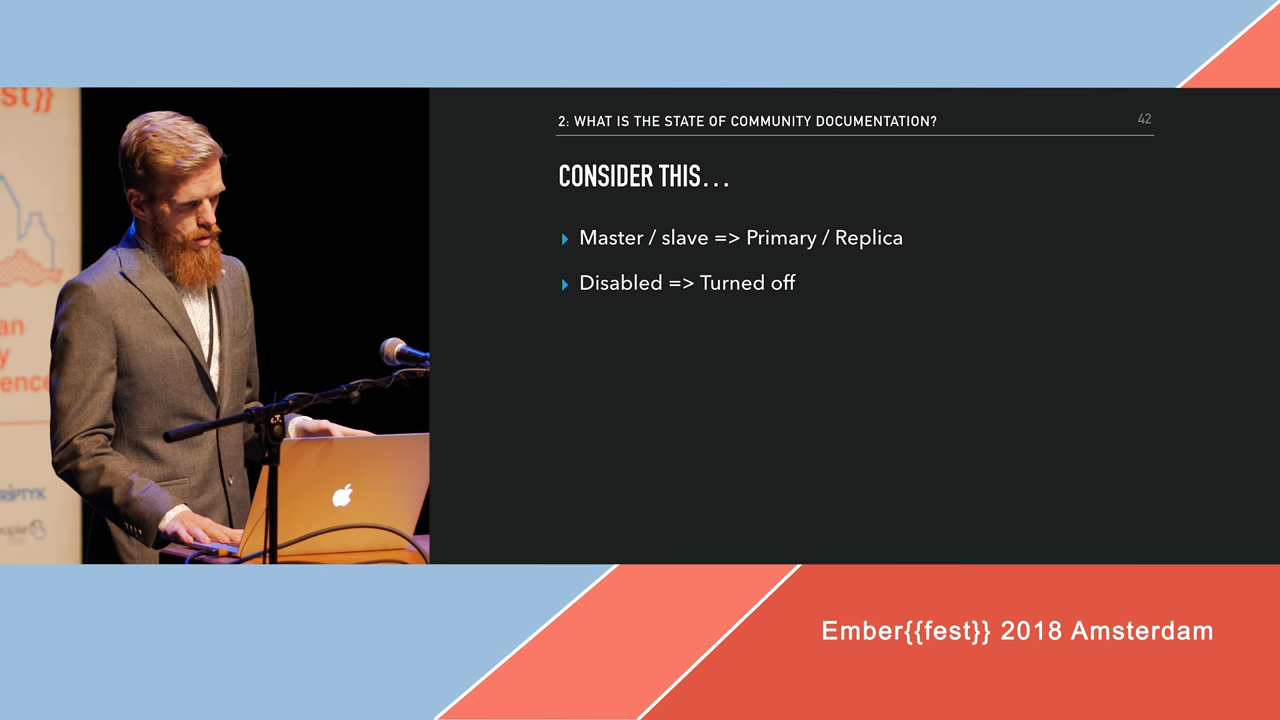 st}}
2: WHAT IS THE STATE OF COMMUNITY DOCUMENTATION?
42
CONSIDER THIS...
Master / slave => Primary / Replica
Disabled => Turned off
Ember{{fest}} 2018 Amsterdam